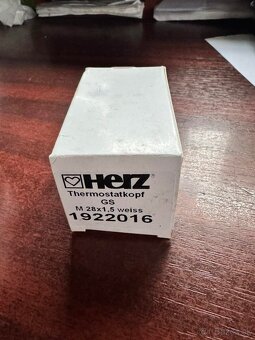 HERZ
Thermostatkopf
GS
M 28x1,5 weiss
1922016